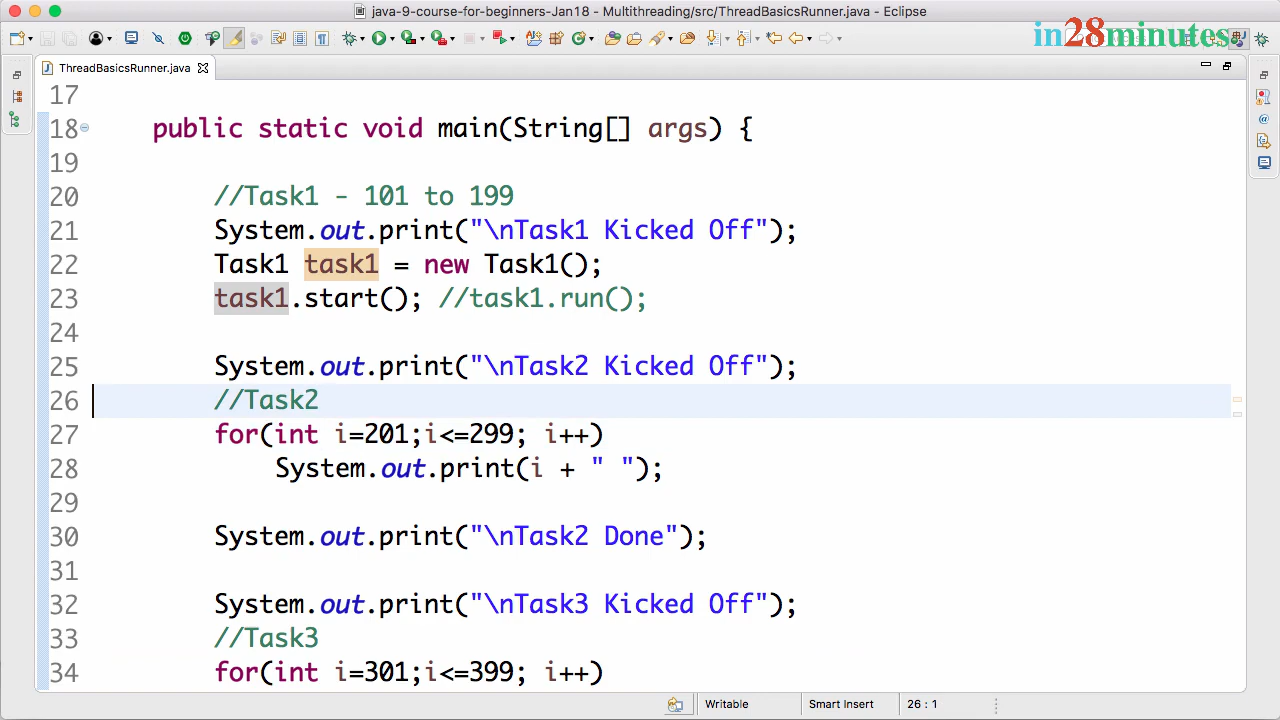 java-9-course-for-beginners-Jan18 - Multithreading/src/ThreadBasicsRunner.java - Eclipse
in28minutes
ThreadBasicsRunner.java
17
18 public static void main(String[] args) {
19
20 //Task1 - 101 to 199
21 System.out.print("\nTask1 Kicked Off");
22 Task1 task1 = new Task1();
23 task1.start(); //task1.run();
24
25 System.out.print("\nTask2 Kicked Off");
26 //Task2
27 for(int i=201;i<=299; i++)
28 System.out.print(i + " ");
29
30 System.out.print("\nTask2 Done");
31
32 System.out.print("\nTask3 Kicked Off");
33 //Task3
34 for(int i=301;i<=399; i++)
Writable Smart Insert 26 : 1